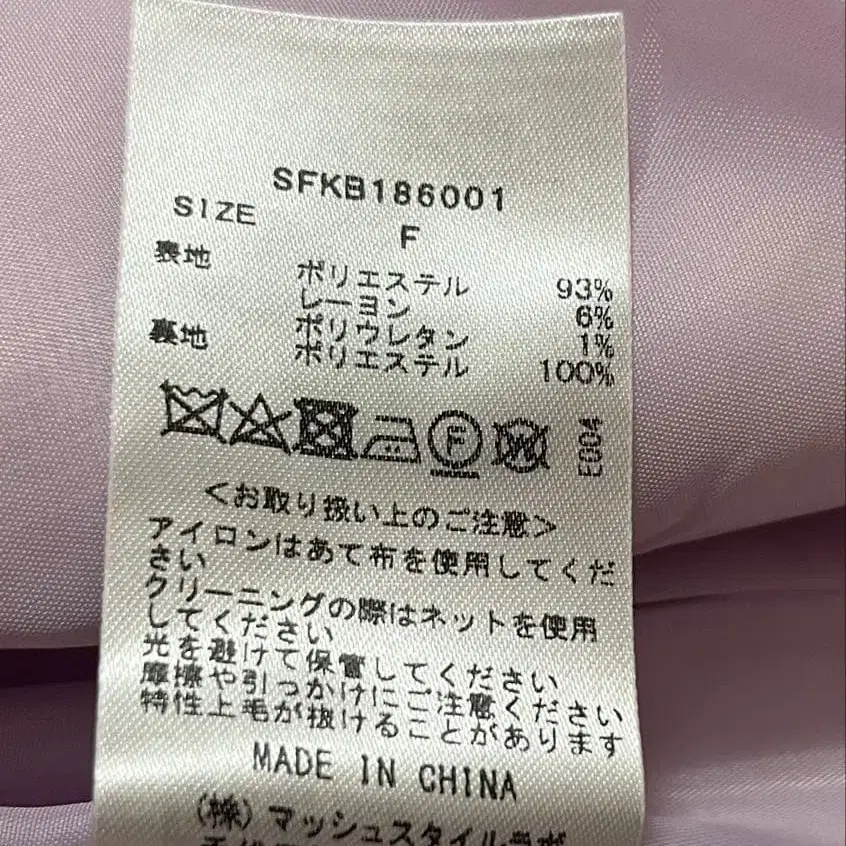 SFKB186001
SIZE F
表地 ポリエステル 93%
レーヨン 6%
ポリウレタン 1%
裏地 ポリエステル 100%
F W E004
<お取り扱い上のご注意>
アイロンはあて布を使用してくだ
さい
クリーニングの際はネットを使用
してください
光を避けて保管してください
摩擦や引っかけにご注意ください
特性上毛が抜けることがあります
MADE IN CHINA
(株)マッシュスタイルラボ